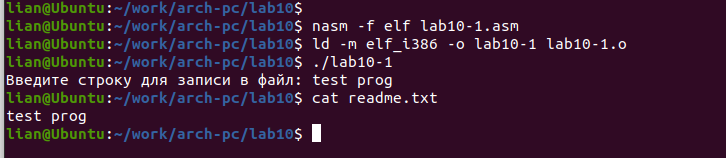 lian@Ubuntu:~/work/arch-pc/lab10$
lian@Ubuntu:~/work/arch-pc/lab10$ nasm -f elf lab10-1.asm
lian@Ubuntu:~/work/arch-pc/lab10$ ld -m elf_i386 -o lab10-1 lab10-1.o
lian@Ubuntu:~/work/arch-pc/lab10$ ./lab10-1
Введите строку для записи в файл: test prog
lian@Ubuntu:~/work/arch-pc/lab10$ cat readme.txt
test prog
lian@Ubuntu:~/work/arch-pc/lab10$